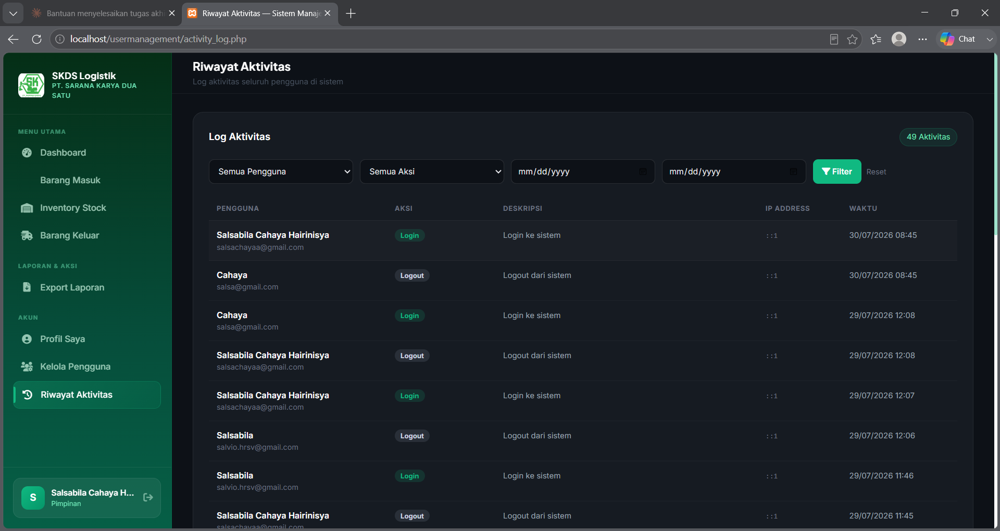 Bantuan menyelesaikan tugas akhi
Riwayat Aktivitas — Sistem Manaje
localhost/usermanagement/activity_log.php
Chat
SKDS Logistik
PT. SARANA KARYA DUA
SATU
MENU UTAMA
Dashboard
Barang Masuk
Inventory Stock
Barang Keluar
LAPORAN & AKSI
Export Laporan
AKUN
Profil Saya
Kelola Pengguna
Riwayat Aktivitas
S
Salsabila Cahaya H...
Pimpinan
Riwayat Aktivitas
Log aktivitas seluruh pengguna di sistem
Log Aktivitas
49 Aktivitas
Semua Pengguna
Semua Aksi
mm/dd/yyyy
mm/dd/yyyy
Filter
Reset
PENGGUNA AKSI DESKRIPSI IP ADDRESS WAKTU
Salsabila Cahaya Hairinisya Login Login ke sistem ::1 30/07/2026 08:45
salsachayaa@gmail.com
Cahaya Logout Logout dari sistem ::1 30/07/2026 08:45
salsa@gmail.com
Cahaya Login Login ke sistem ::1 29/07/2026 12:08
salsa@gmail.com
Salsabila Cahaya Hairinisya Logout Logout dari sistem ::1 29/07/2026 12:08
salsachayaa@gmail.com
Salsabila Cahaya Hairinisya Login Login ke sistem ::1 29/07/2026 12:07
salsachayaa@gmail.com
Salsabila Logout Logout dari sistem ::1 29/07/2026 12:06
salvio.hrsv@gmail.com
Salsabila Login Login ke sistem ::1 29/07/2026 11:46
salvio.hrsv@gmail.com
Salsabila Cahaya Hairinisya Logout Logout dari sistem ::1 29/07/2026 11:45
salsachayaa@gmail.com